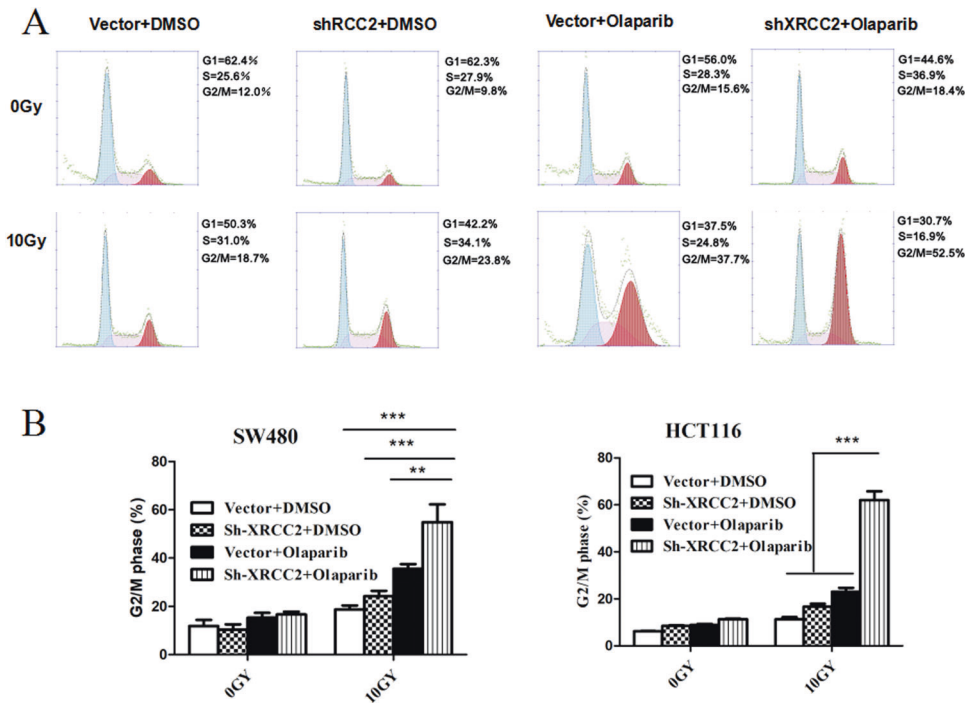 A
Vector+DMSO
shRCC2+DMSO
Vector+Olaparib
shXRCC2+Olaparib
0Gy
G1=62.4%
S=25.6%
G2/M=12.0%
G1=62.3%
S=27.9%
G2/M=9.8%
G1=56.0%
S=28.3%
G2/M=15.6%
G1=44.6%
S=36.9%
G2/M=18.4%
10Gy
G1=50.3%
S=31.0%
G2/M=18.7%
G1=42.2%
S=34.1%
G2/M=23.8%
G1=37.5%
S=24.8%
G2/M=37.7%
G1=30.7%
S=16.9%
G2/M=52.5%
B
SW480
***
***
**
G2/M phase (%)
80
60
40
20
0
Vector+DMSO
Sh-XRCC2+DMSO
Vector+Olaparib
Sh-XRCC2+Olaparib
0GY
10GY
HCT116
***
G2/M phase (%)
80
60
40
20
0
Vector+DMSO
Sh-XRCC2+DMSO
Vector+Olaparib
Sh-XRCC2+Olaparib
0GY
10GY